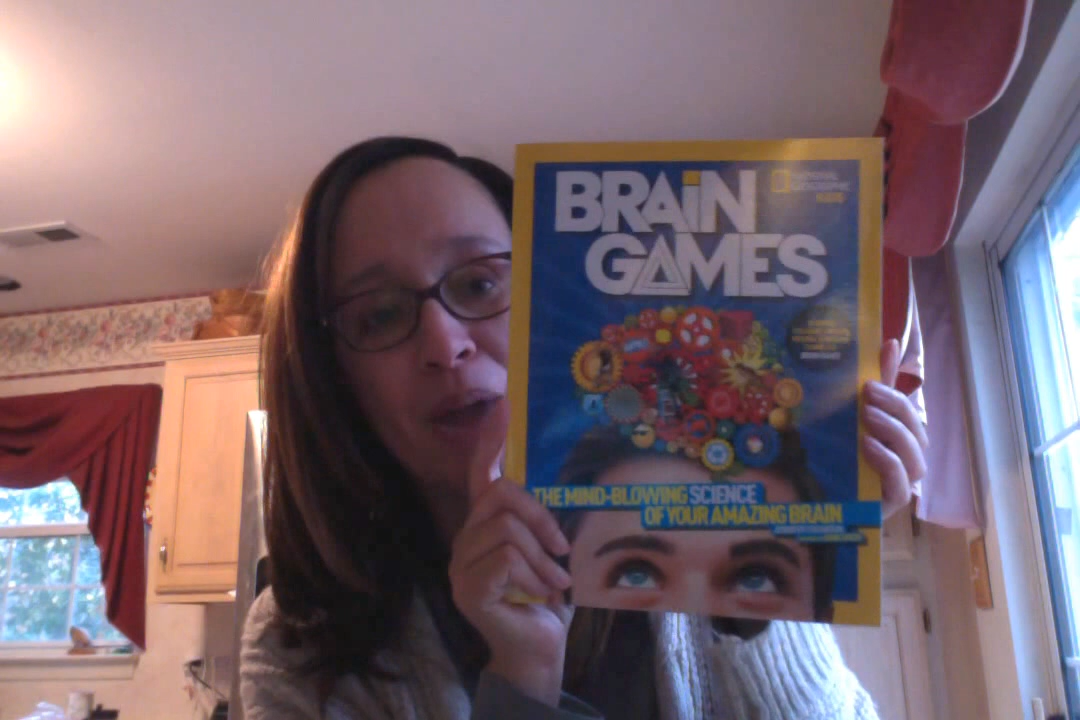 BRAIN
NATIONAL
GEOGRAPHIC
KiDS
GAMES
THE MIND-BLOWING SCIENCE
OF YOUR AMAZING BRAIN